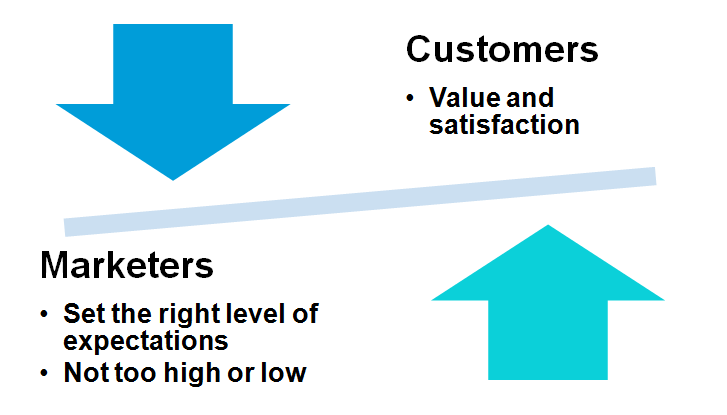 Customers
• Value and
satisfaction
Marketers
• Set the right level of
expectations
• Not too high or low